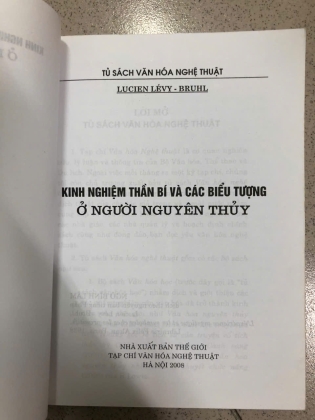 TỦ SÁCH VĂN HÓA NGHỆ THUẬT
LUCIEN LÉVY - BRUHL
KINH NGHIỆM THẦN BÍ VÀ CÁC BIỂU TƯỢNG
Ở NGƯỜI NGUYÊN THỦY
NHÀ XUẤT BẢN THẾ GIỚI
TẠP CHÍ VĂN HÓA NGHỆ THUẬT
HÀ NỘI 2008